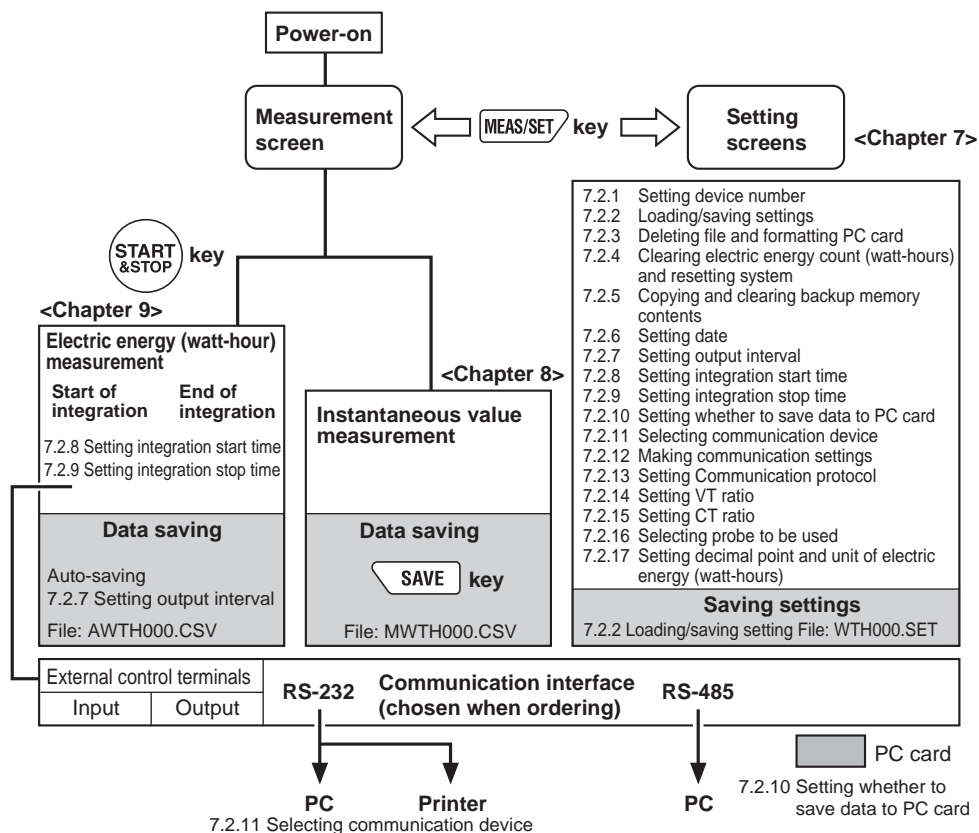 Power-on
Measurement
screen
MEAS/SET key
Setting
screens
<Chapter 7>
START
&STOP key
7.2.1 Setting device number
7.2.2 Loading/saving settings
7.2.3 Deleting file and formatting PC card
7.2.4 Clearing electric energy count (watt-hours)
and resetting system
7.2.5 Copying and clearing backup memory
contents
7.2.6 Setting date
7.2.7 Setting output interval
7.2.8 Setting integration start time
7.2.9 Setting integration stop time
7.2.10 Setting whether to save data to PC card
7.2.11 Selecting communication device
7.2.12 Making communication settings
7.2.13 Setting Communication protocol
7.2.14 Setting VT ratio
7.2.15 Setting CT ratio
7.2.16 Selecting probe to be used
7.2.17 Setting decimal point and unit of electric
energy (watt-hours)
Saving settings
7.2.2 Loading/saving setting File: WTH000.SET
<Chapter 9>
Electric energy (watt-hour)
measurement
Start of
integration
End of
integration
7.2.8 Setting integration start time
7.2.9 Setting integration stop time
Data saving
Auto-saving
7.2.7 Setting output interval
File: AWTH000.CSV
<Chapter 8>
Instantaneous value
measurement
Data saving
SAVE key
File: MWTH000.CSV
External control terminals
Input Output
RS-232
Communication interface
(chosen when ordering)
RS-485
PC
Printer
7.2.11 Selecting communication device
PC
PC card
7.2.10 Setting whether to
save data to PC card